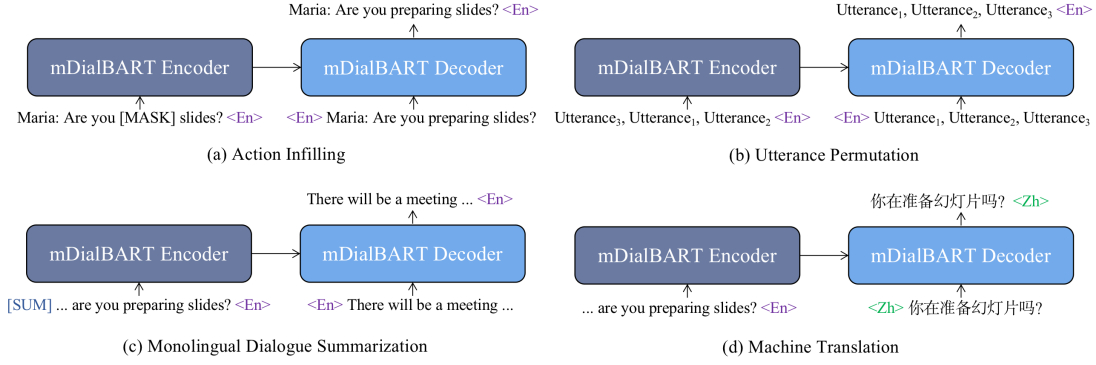 Maria: Are you preparing slides? <En>
mDialBART Encoder
mDialBART Decoder
Maria: Are you [MASK] slides? <En>
<En> Maria: Are you preparing slides?
(a) Action Infilling
Utterance₁, Utterance₂, Utterance₃ <En>
mDialBART Encoder
mDialBART Decoder
Utterance₃, Utterance₁, Utterance₂ <En>
<En> Utterance₁, Utterance₂, Utterance₃
(b) Utterance Permutation
There will be a meeting ... <En>
mDialBART Encoder
mDialBART Decoder
[SUM] ... are you preparing slides? <En>
<En> There will be a meeting ...
(c) Monolingual Dialogue Summarization
你在准备幻灯片吗? <Zh>
mDialBART Encoder
mDialBART Decoder
... are you preparing slides? <En>
<Zh> 你在准备幻灯片吗?
(d) Machine Translation